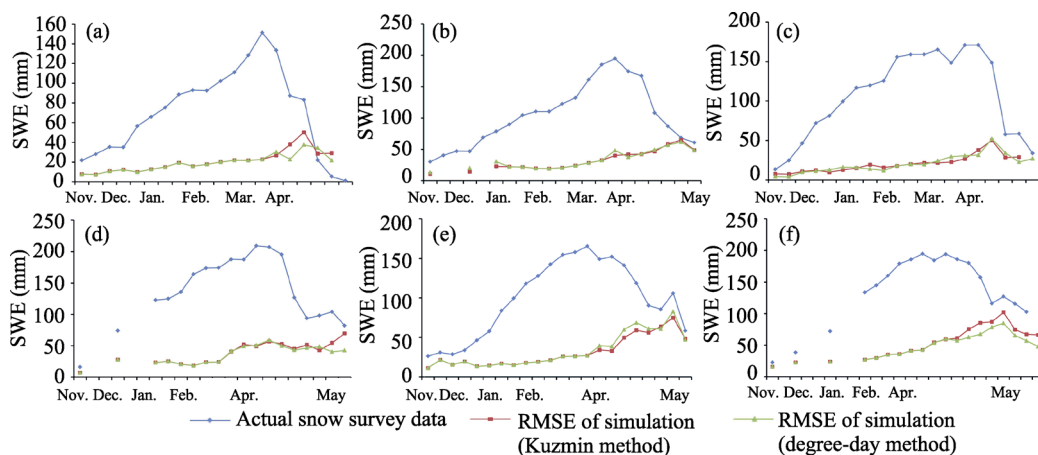 (a)
SWE (mm)
160
140
120
100
80
60
40
20
0
Nov. Dec. Jan. Feb. Mar. Apr.
(b)
SWE (mm)
250
200
150
100
50
0
Nov. Dec. Jan. Feb. Mar. Apr. May
(c)
SWE (mm)
200
150
100
50
0
Nov. Dec. Jan. Feb. Mar. Apr.
(d)
SWE (mm)
250
200
150
100
50
0
Nov. Dec. Jan. Feb. Apr. May
(e)
SWE (mm)
200
150
100
50
0
Nov. Dec. Jan. Feb. Apr. May
(f)
SWE (mm)
250
200
150
100
50
0
Nov. Dec. Jan. Feb. Apr. May
Actual snow survey data
RMSE of simulation
(Kuzmin method)
RMSE of simulation
(degree-day method)